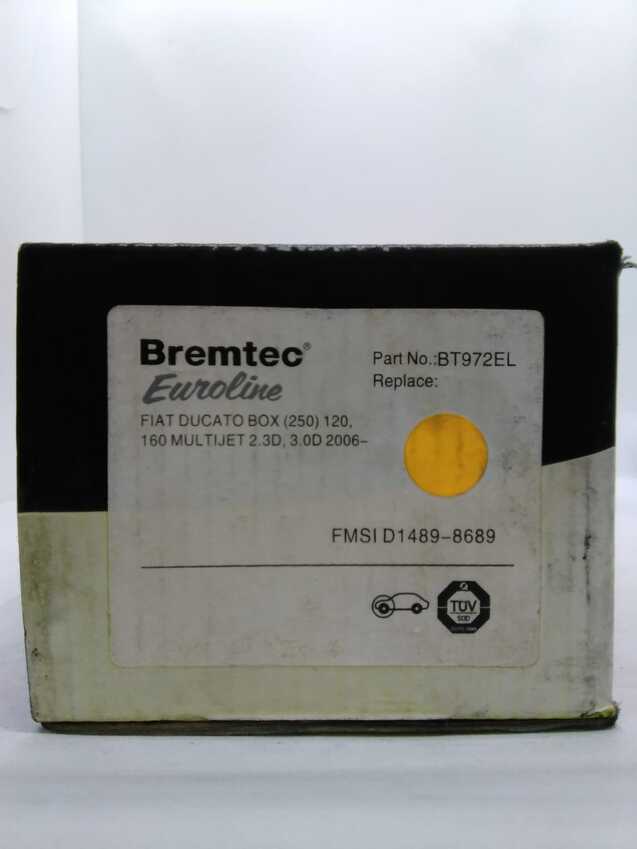 Bremtec®
Euroline
Part No.:BT972EL
Replace:
FIAT DUCATO BOX (250) 120,
160 MULTIJET 2.3D, 3.0D 2006-
FMSI D1489-8689
TÜV
SÜD